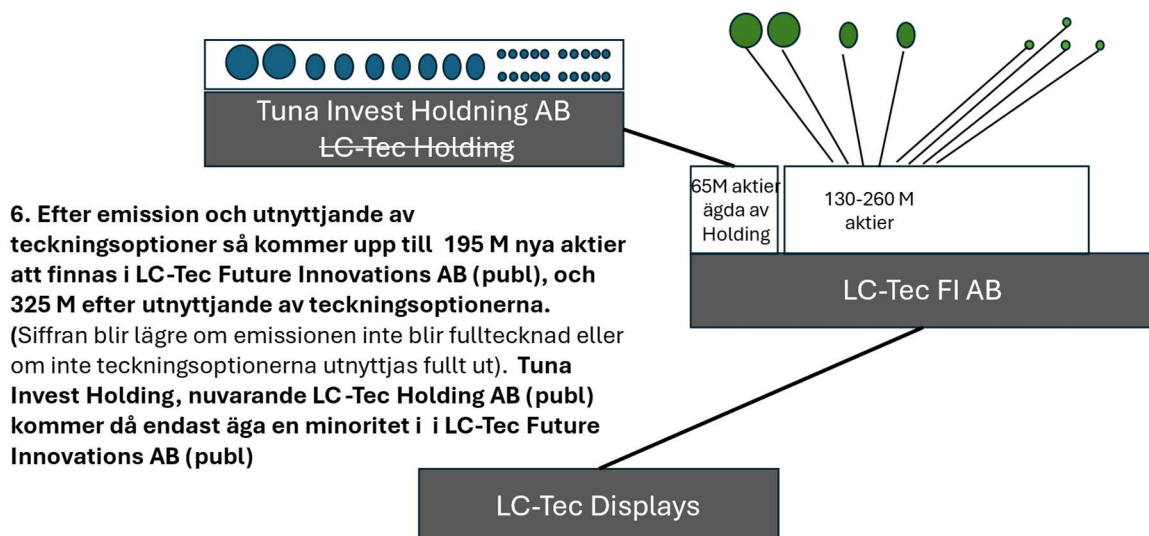 Tuna Invest Holdning AB
LC-Tec Holding
65M aktier
ägda av
Holding
130-260 M
aktier
6. Efter emission och utnyttjande av
teckningsoptioner så kommer upp till 195 M nya aktier
att finnas i LC-Tec Future Innovations AB (publ), och
325 M efter utnyttjande av teckningsoptionerna.
(Siffran blir lägre om emissionen inte blir fulltecknad eller
om inte teckningsoptionerna utnyttjas fullt ut). Tuna
Invest Holding, nuvarande LC-Tec Holding AB (publ)
kommer då endast äga en minoritet i i LC-Tec Future
Innovations AB (publ)
LC-Tec FI AB
LC-Tec Displays